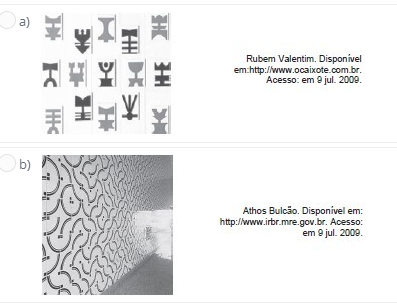 a)
Rubem Valentim. Disponível
em:http://www.ocaixote.com.br.
Acesso: em 9 jul. 2009.
b)
Athos Bulcão. Disponível em:
http://www.irbr.mre.gov.br. Acesso:
em 9 jul. 2009.